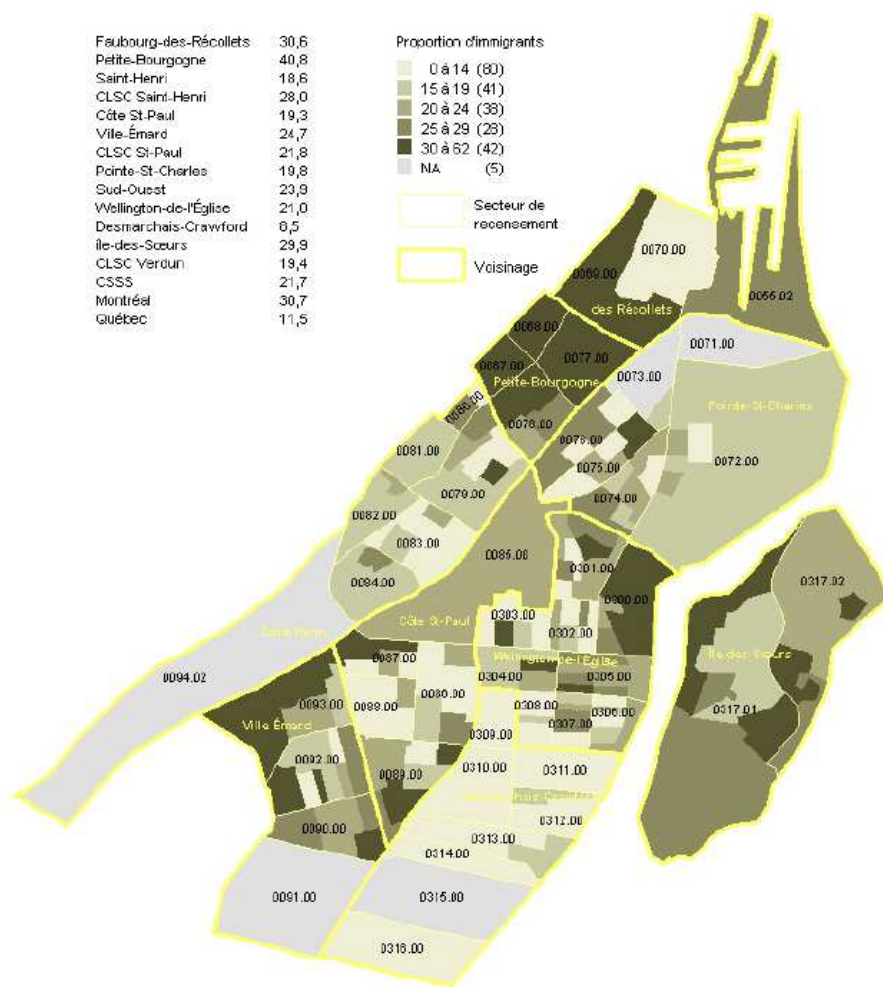 Faubourg-des-Récollets 30,6
Petite-Bourgogne 40,8
Saint-Henri 18,6
CLSC Saint-Henri 28,0
Côte St-Paul 19,3
Ville-Émard 24,7
CLSC St-Paul 21,8
Pointe-St-Charles 19,8
Sud-Ouest 23,9
Wellington-de-l'Église 21,0
Desmarchais-Crawford 8,5
Île-des-Sœurs 29,9
CLSC Verdun 19,4
CSSS 21,7
Montréal 30,7
Québec 11,5
Proportion d'immigrants
0 à 14 (80)
15 à 19 (41)
20 à 24 (38)
25 à 29 (28)
30 à 62 (42)
NA (5)
Secteur de
recensement
Voisinage
0070.00
0069.00
0055.02
des Récollets
0068.00
0071.00
0077.00
0067.00
0073.00
Petite-Bourgogne
0080.00
Pointe-St-Charles
0078.00
0076.00
0081.00
0072.00
0075.00
0079.00
0074.00
0082.00
0083.00
0085.00
0301.00
0317.02
0084.00
0300.00
0303.00
Côte St-Paul
0302.00
Saint-Henri
Île-des-Sœurs
0087.00
Wellington-de-l'Église
0094.02
0304.00
0305.00
0086.00
0088.00
0093.00
0308.00
0306.00
0317.01
Ville Émard
0307.00
0309.00
0092.00
0310.00
0311.00
0089.00
0312.00
0090.00
0313.00
0314.00
0091.00
0315.00
0316.00